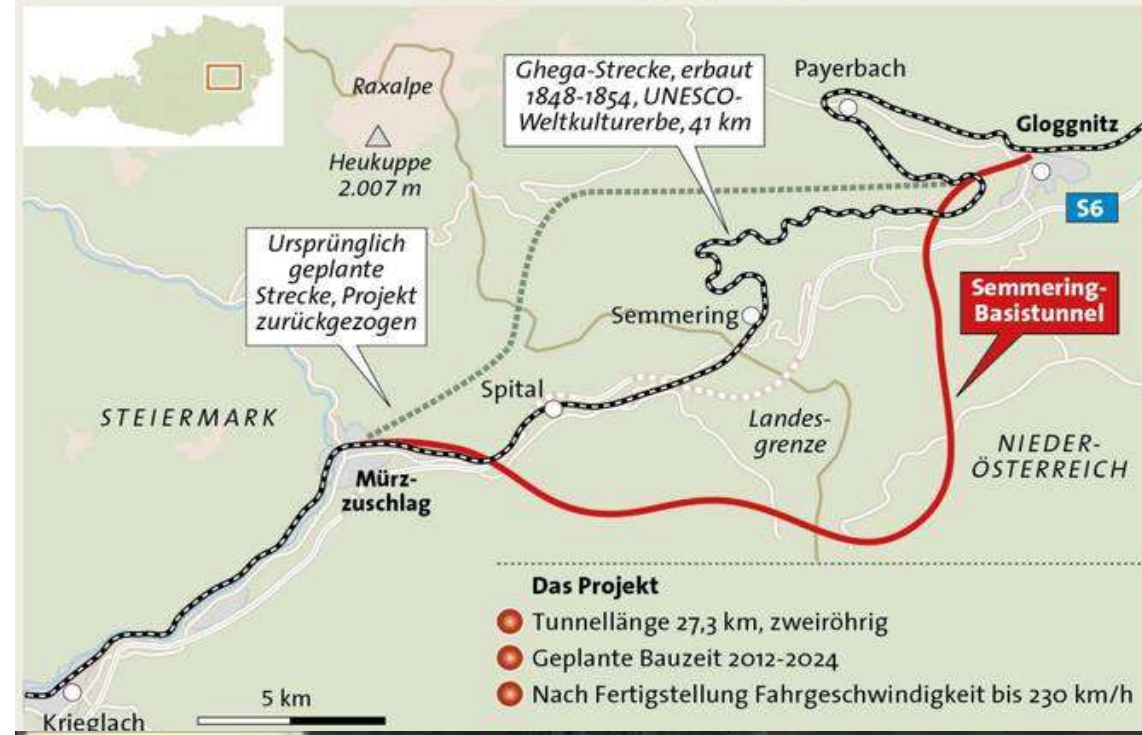 Raxalpe
Heukuppe
2.007 m
Ghega-Strecke, erbaut
1848-1854, UNESCO-
Weltkulturerbe, 41 km
Payerbach
Gloggnitz
S6
Ursprünglich
geplante
Strecke, Projekt
zurückgezogen
Semmering-
Basistunnel
Semmering
Spital
STEIERMARK
Landes-
grenze
NIEDER-
ÖSTERREICH
Mürz-
zuschlag
Das Projekt
Tunnellänge 27,3 km, zweiröhrig
Geplante Bauzeit 2012-2024
Nach Fertigstellung Fahrgeschwindigkeit bis 230 km/h
5 km
Krieglach